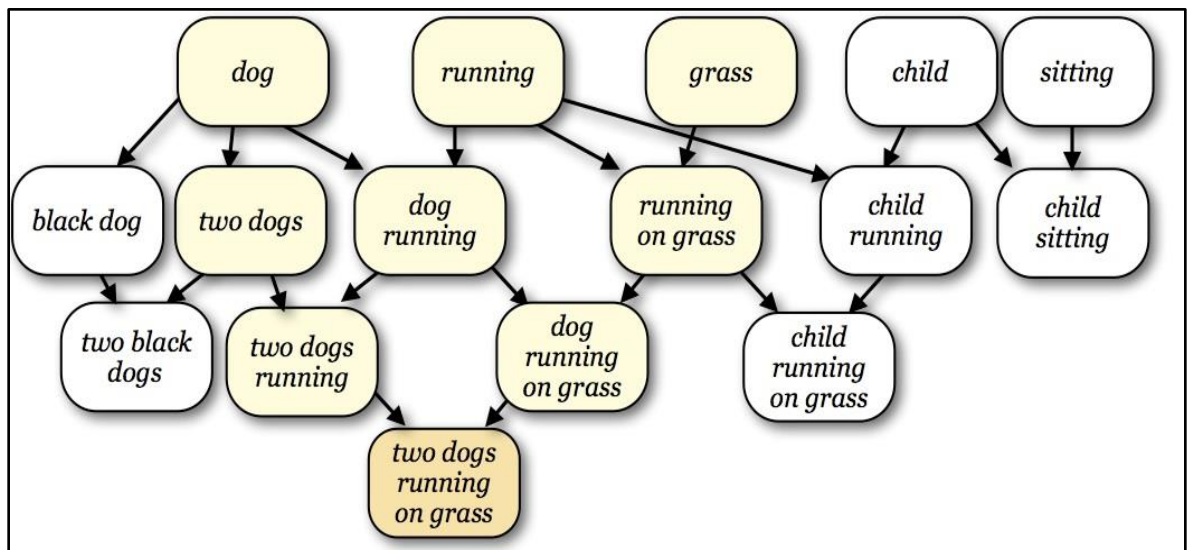 dog
running
grass
child
sitting
black dog
two dogs
dog
running
running
on grass
child
running
child
sitting
two black
dogs
two dogs
running
dog
running
on grass
child
running
on grass
two dogs
running
on grass